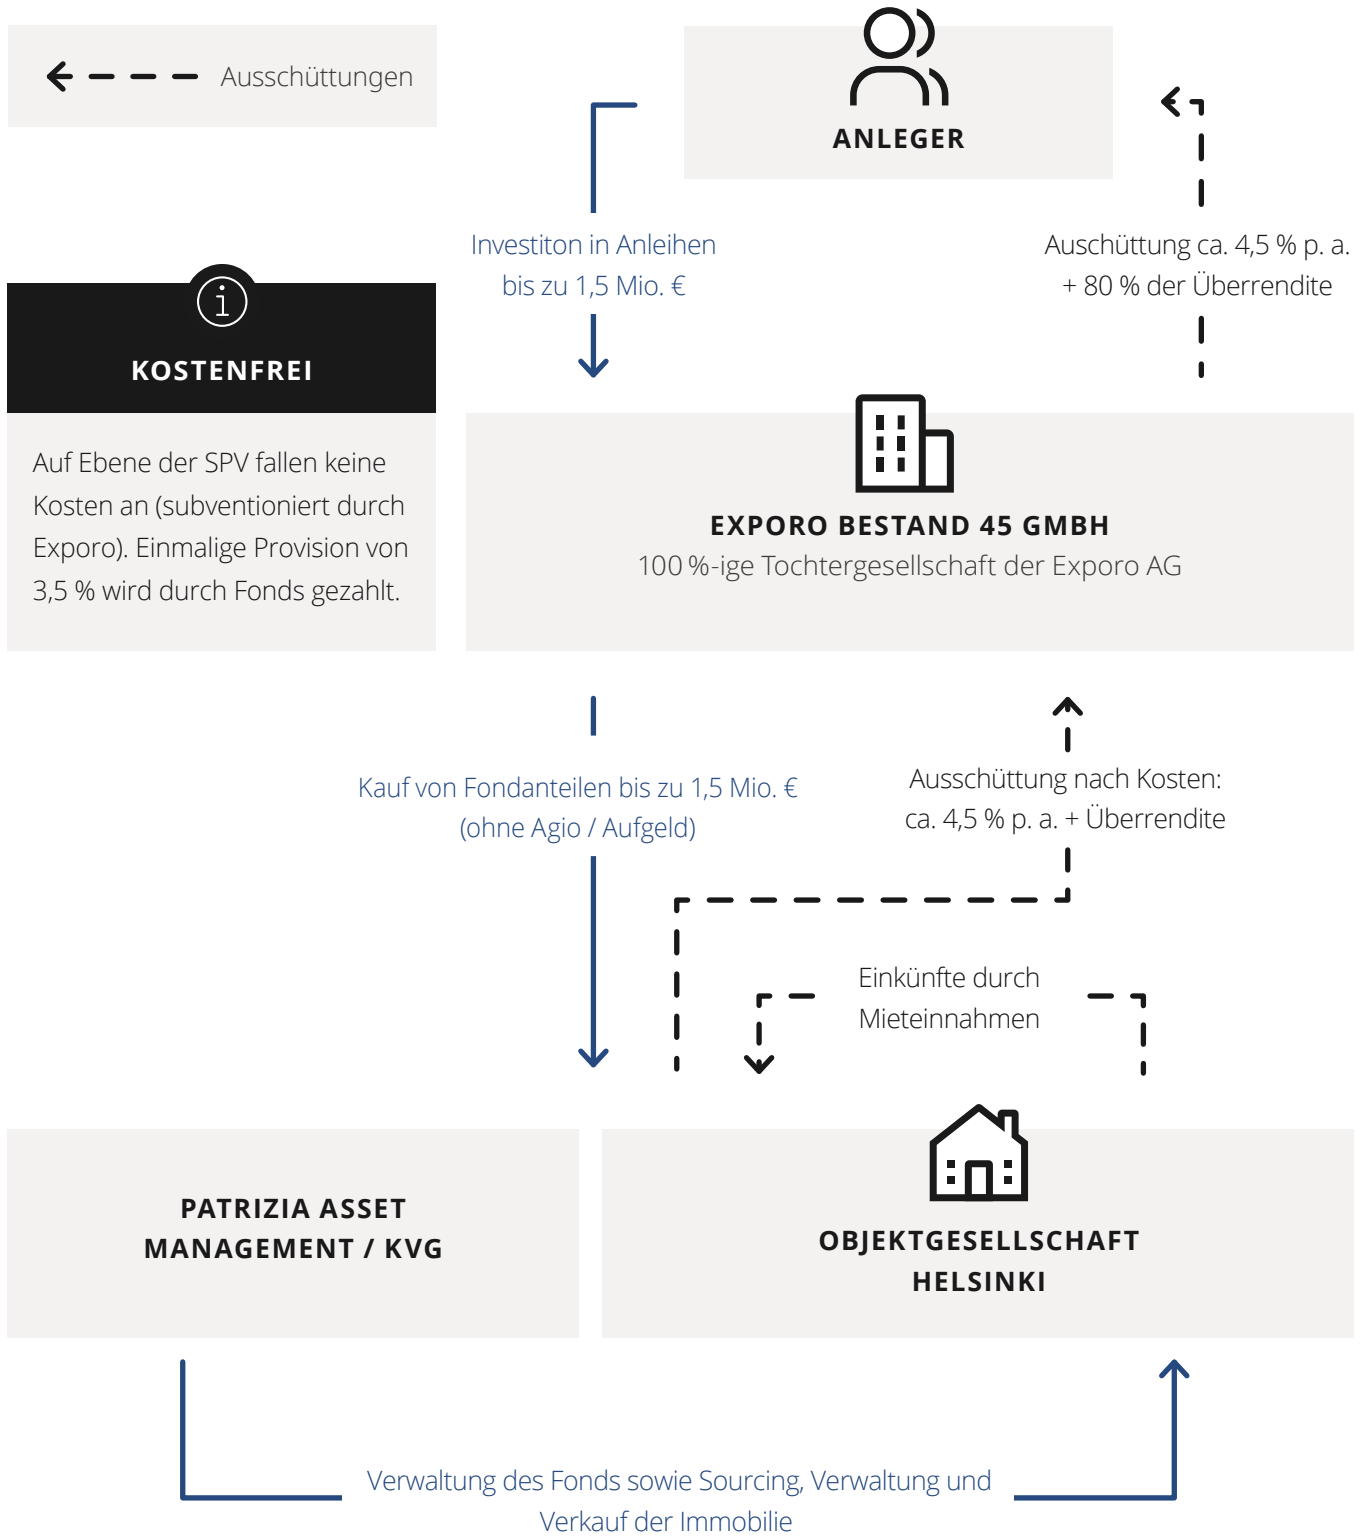 Ausschüttungen
ANLEGER
Investiton in Anleihen
bis zu 1,5 Mio. €
Auschüttung ca. 4,5 % p. a.
+ 80 % der Überrendite
i
KOSTENFREI
Auf Ebene der SPV fallen keine
Kosten an (subventioniert durch
Exporo). Einmalige Provision von
3,5 % wird durch Fonds gezahlt.
EXPORO BESTAND 45 GMBH
100 %-ige Tochtergesellschaft der Exporo AG
Kauf von Fondanteilen bis zu 1,5 Mio. €
(ohne Agio / Aufgeld)
Ausschüttung nach Kosten:
ca. 4,5 % p. a. + Überrendite
Einkünfte durch
Mieteinnahmen
PATRIZIA ASSET
MANAGEMENT / KVG
OBJEKTGESELLSCHAFT
HELSINKI
Verwaltung des Fonds sowie Sourcing, Verwaltung und
Verkauf der Immobilie